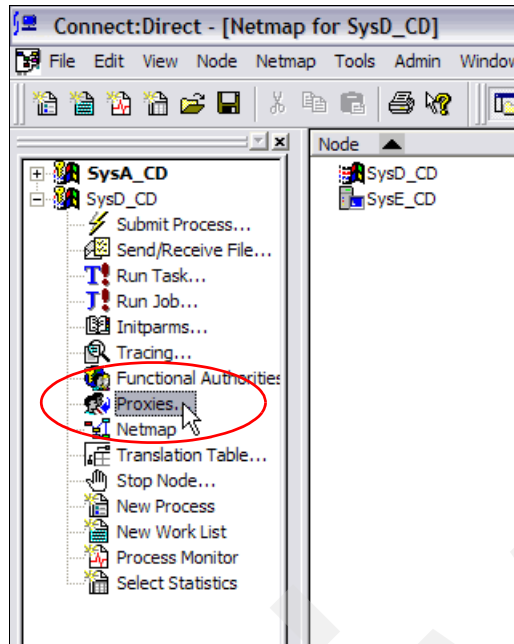 Connect:Direct - [Netmap for SysD_CD]
File Edit View Node Netmap Tools Admin Window
Node
SysA_CD
SysD_CD
Submit Process...
Send/Receive File...
Run Task...
Run Job...
Initparms...
Tracing...
Functional Authorities
Proxies...
Netmap
Translation Table...
Stop Node...
New Process
New Work List
Process Monitor
Select Statistics
SysD_CD
SysE_CD